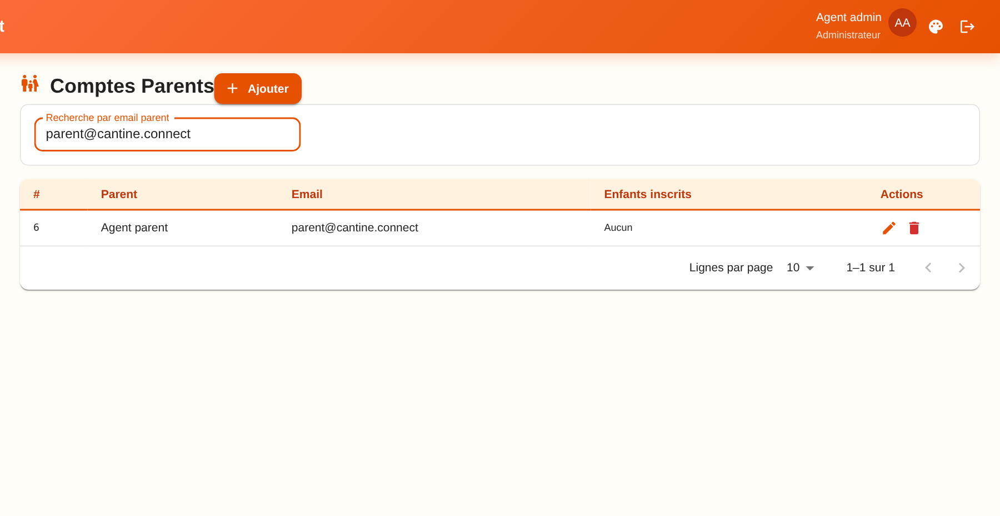 t
Agent admin
Administrateur
AA
Comptes Parents
Ajouter
Recherche par email parent
parent@cantine.connect
# Parent Email Enfants inscrits Actions
6 Agent parent parent@cantine.connect Aucun
Lignes par page 10 1–1 sur 1